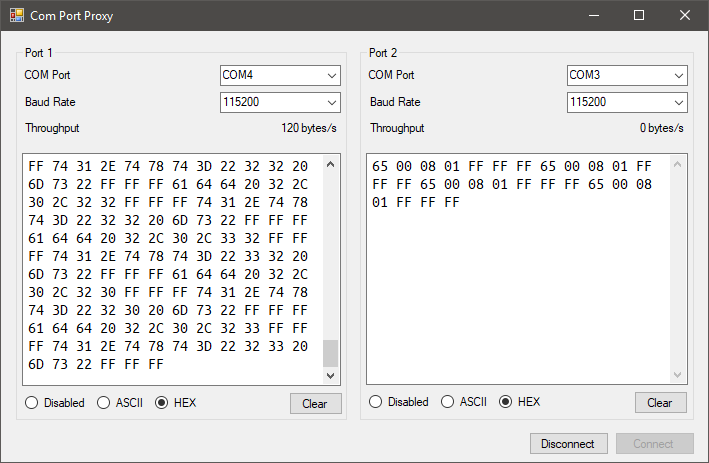 Com Port Proxy
Port 1
COM Port
COM4
Baud Rate
115200
Throughput
120 bytes/s
FF 74 31 2E 74 78 74 3D 22 32 32 20
6D 73 22 FF FF FF 61 64 64 20 32 2C
30 2C 32 32 FF FF FF 74 31 2E 74 78
74 3D 22 32 32 20 6D 73 22 FF FF FF
61 64 64 20 32 2C 30 2C 33 32 FF FF
FF 74 31 2E 74 78 74 3D 22 33 32 20
6D 73 22 FF FF FF 61 64 64 20 32 2C
30 2C 32 30 FF FF FF 74 31 2E 74 78
74 3D 22 32 30 20 6D 73 22 FF FF FF
61 64 64 20 32 2C 30 2C 32 33 FF FF
FF 74 31 2E 74 78 74 3D 22 32 33 20
6D 73 22 FF FF FF
Disabled
ASCII
HEX
Clear
Port 2
COM Port
COM3
Baud Rate
115200
Throughput
0 bytes/s
65 00 08 01 FF FF FF 65 00 08 01 FF
FF FF 65 00 08 01 FF FF FF 65 00 08
01 FF FF FF
Disabled
ASCII
HEX
Clear
Disconnect
Connect